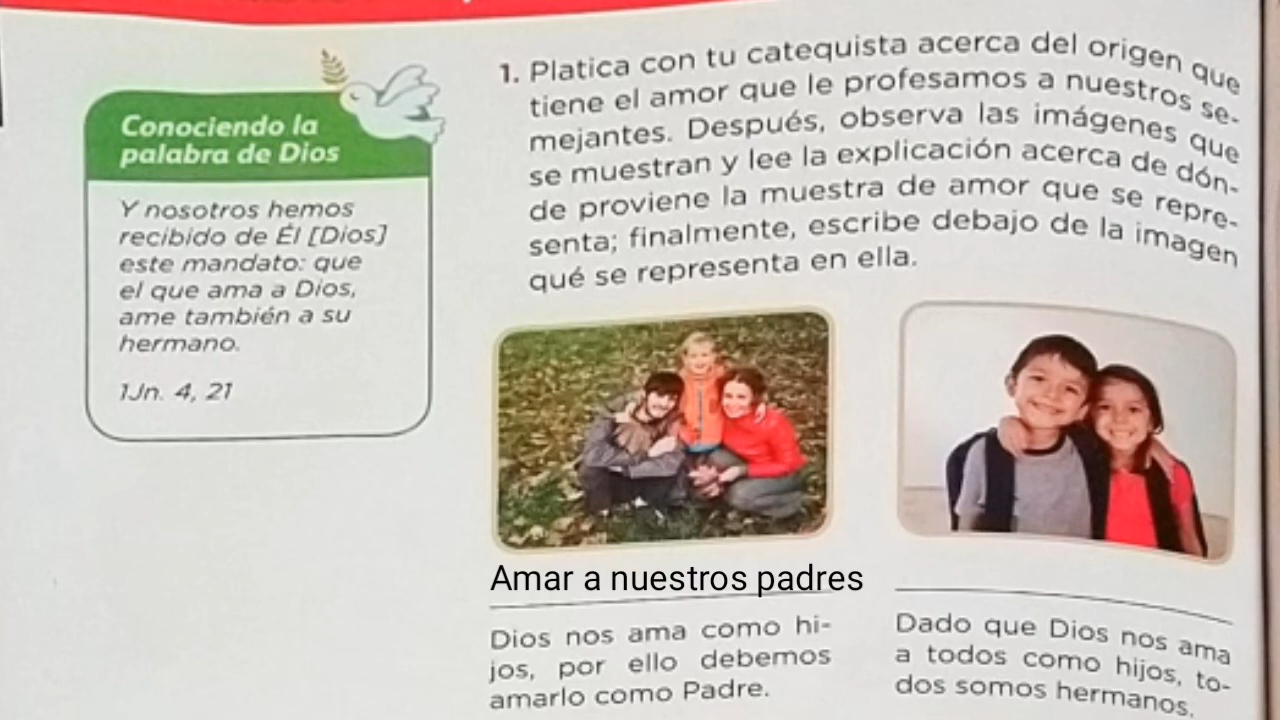 Conociendo la
palabra de Dios
Y nosotros hemos
recibido de Él [Dios]
este mandato: que
el que ama a Dios,
ame también a su
hermano.
1Jn. 4, 21
1. Platica con tu catequista acerca del origen que
tiene el amor que le profesamos a nuestros se-
mejantes. Después, observa las imágenes que
se muestran y lee la explicación acerca de dón-
de proviene la muestra de amor que se repre-
senta; finalmente, escribe debajo de la imagen
qué se representa en ella.
Amar a nuestros padres
Dios nos ama como hi-
jos, por ello debemos
amarlo como Padre.
Dado que Dios nos ama
a todos como hijos, to-
dos somos hermanos.